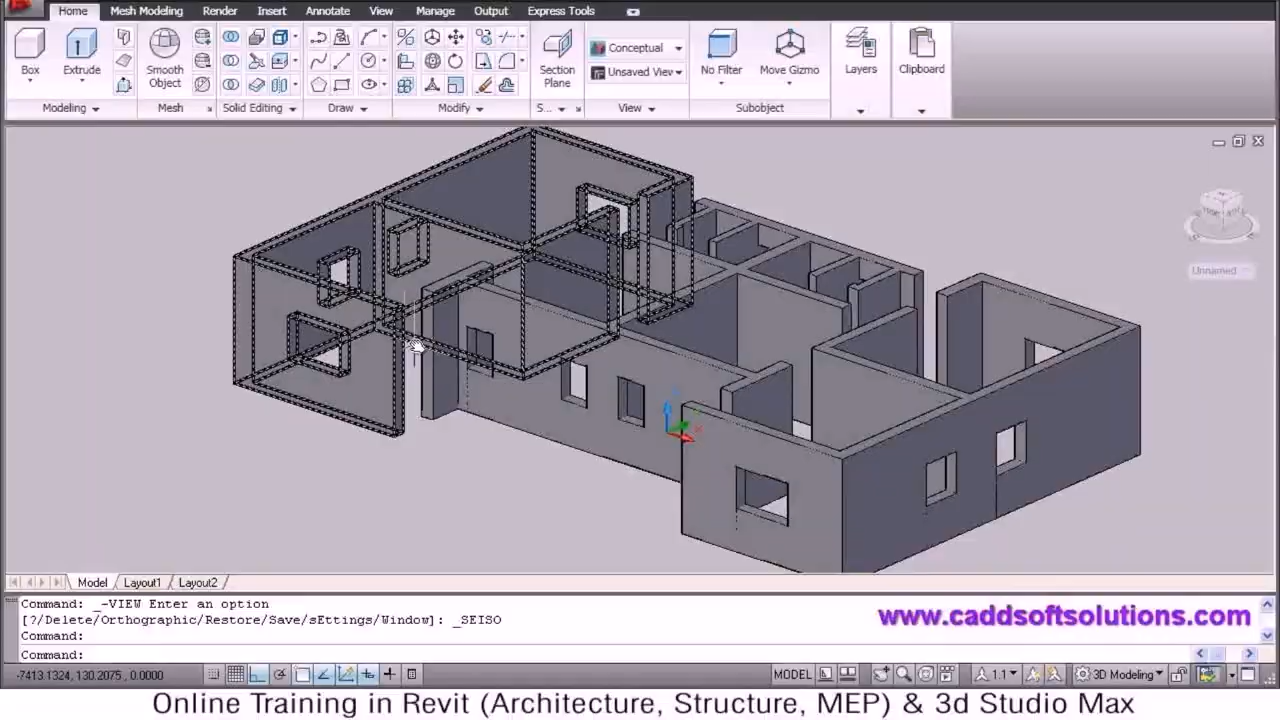 Home Mesh Modeling Render Insert Annotate View Manage Output Express Tools
Box Extrude Smooth Object Section Plane Conceptual Unsaved View No Filter Move Gizmo Layers Clipboard
Modeling Mesh Solid Editing Draw Modify S... View Subobject
Unnamed
Model Layout1 Layout2
Command: _-VIEW Enter an option
[?/Delete/Orthographic/Restore/Save/sEttings/Window]: _SEISO
Command:
Command:
www.caddsoftsolutions.com
-7413.1324, 130.2075, 0.0000 MODEL 1:1 3D Modeling
Online Training in Revit (Architecture, Structure, MEP) & 3d Studio Max